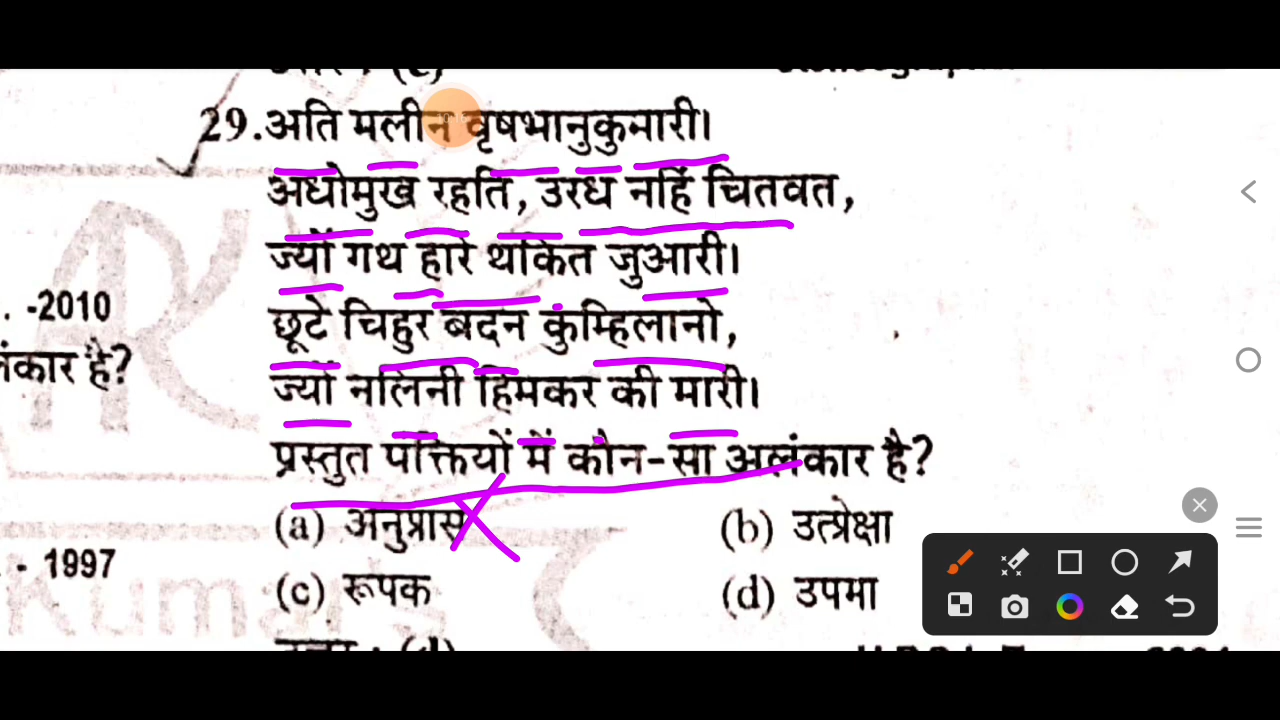 29.अति मलीन वृषभानुकुमारी।
अधोमुख रहति, उरध नहिं चितवत,
ज्यों गथ हारे थकित जुआरी।
. -2010
छूटे चिहुर बदन कुम्हिलानो,
लंकार है?
ज्यों नलिनी हिमकर की मारी।
प्रस्तुत पंक्तियों में कौन-सा अलंकार है?
(a) अनुप्रास (b) उत्प्रेक्षा
- 1997
(c) रूपक (d) उपमा
Kumar